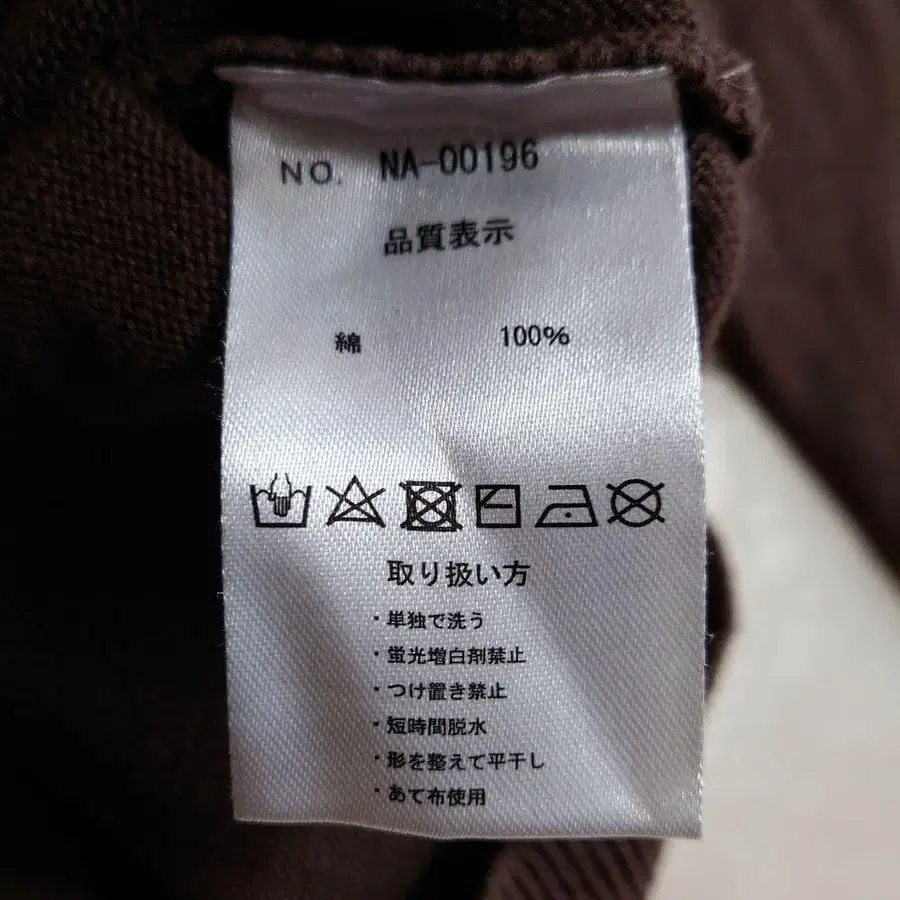 NO. NA-00196
品質表示
綿 100%
取り扱い方
・単独で洗う
・蛍光増白剤禁止
・つけ置き禁止
・短時間脱水
・形を整えて平干し
・あて布使用